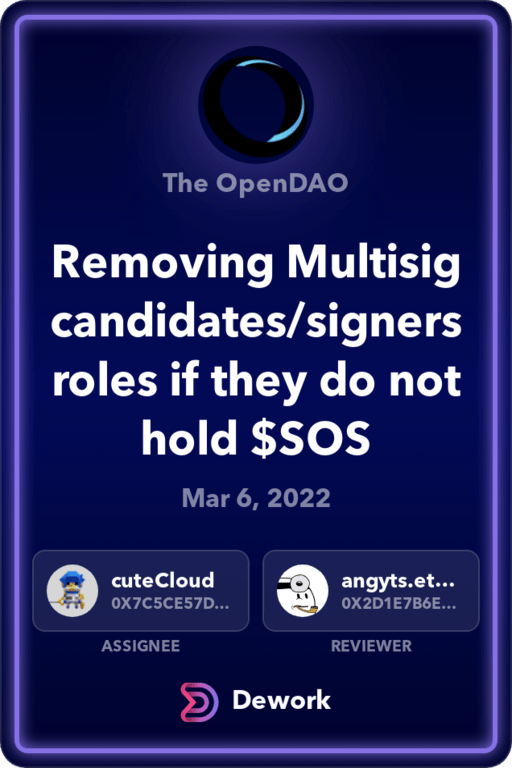 The OpenDAO
Removing Multisig
candidates/signers
roles if they do not
hold $SOS
Mar 6, 2022
cuteCloud
0X7C5CE57D...
ASSIGNEE
angyts.et...
0X2D1E7B6E...
REVIEWER
Dework